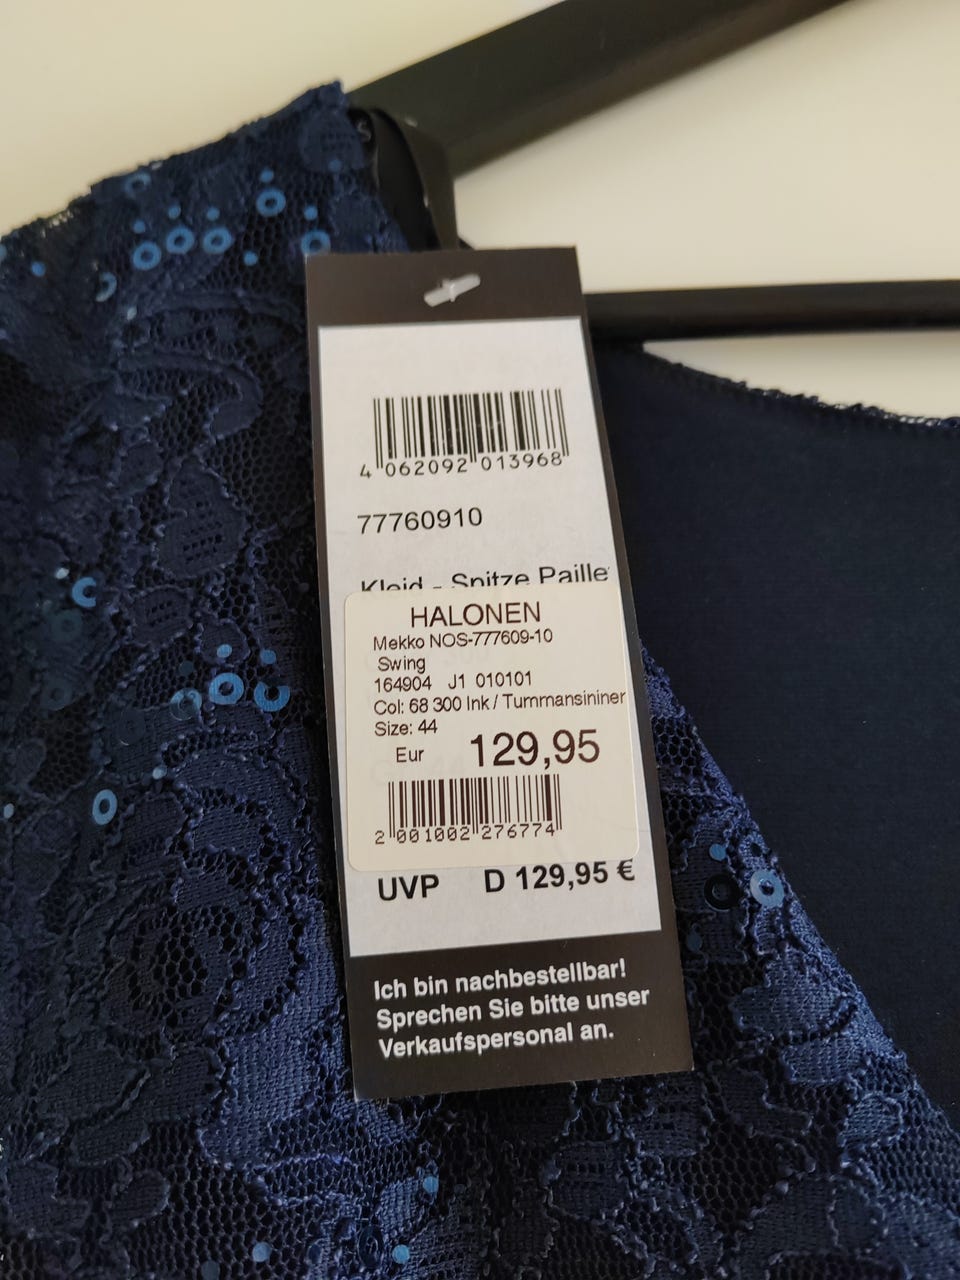 4 062092 013968
77760910
Kleid - Spitze Paille
HALONEN
Mekko NOS-777609-10
Swing
164904 J1 010101
Col: 68 300 Ink / Tummansininer
Size: 44
Eur 129,95
2 001002 276774
UVP D 129,95 €
Ich bin nachbestellbar!
Sprechen Sie bitte unser
Verkaufspersonal an.